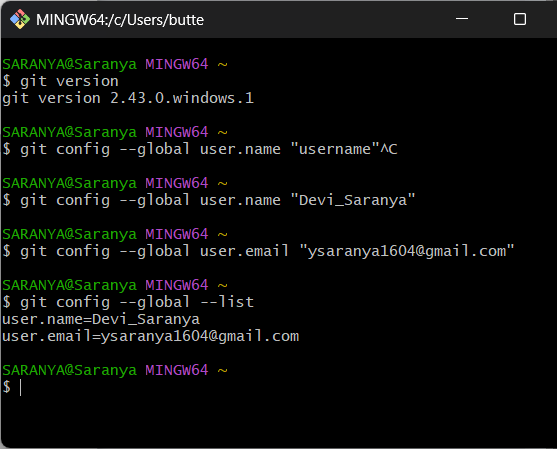 MINGW64:/c/Users/butte
SARANYA@Saranya MINGW64 ~
$ git version
git version 2.43.0.windows.1
SARANYA@Saranya MINGW64 ~
$ git config --global user.name "username"^C
SARANYA@Saranya MINGW64 ~
$ git config --global user.name "Devi_Saranya"
SARANYA@Saranya MINGW64 ~
$ git config --global user.email "ysaranya1604@gmail.com"
SARANYA@Saranya MINGW64 ~
$ git config --global --list
user.name=Devi_Saranya
user.email=ysaranya1604@gmail.com
SARANYA@Saranya MINGW64 ~
$